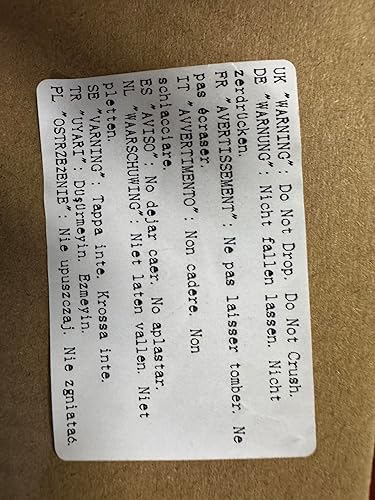 UK "WARNING": Do Not Drop. Do Not Crush.
DE "WARNUNG": Nicht fallen lassen. Nicht
zerdrücken.
FR "AVERTISSEMENT": Ne pas laisser tomber. Ne
pas écraser.
IT "AVVERTIMENTO": Non cadere. Non
schiacciare.
ES "AVISO": No dejar caer. No aplastar.
NL "WAARSCHUWING" Niet laten vallen. Niet
pletten.
SE "VARNING": Tappa inte. Krossa inte.
TR "UYARI": DuşUrmeyin. Ezmeyin.
PL "OSTRZEżENIE": Nie upuszczaj. Nie zgniatać.